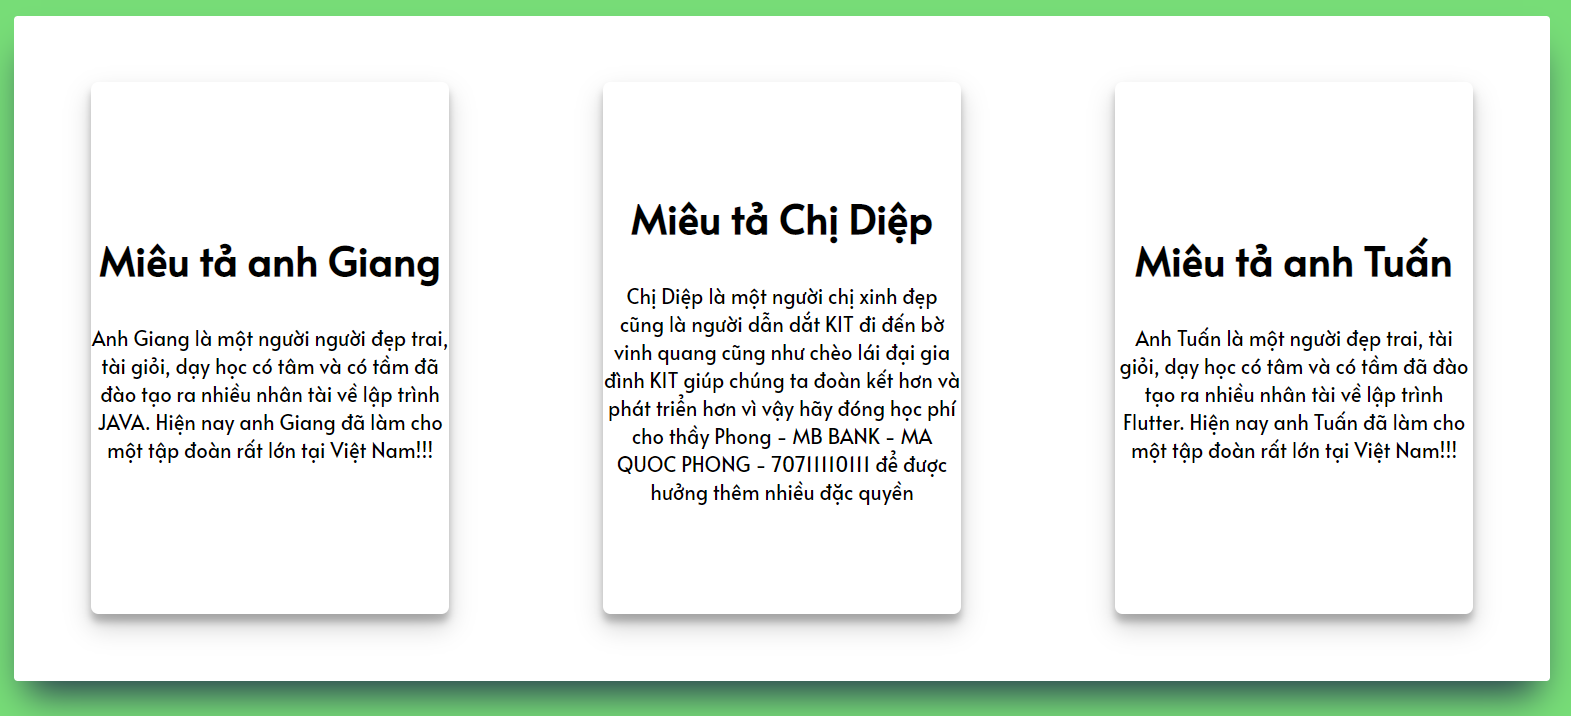 Miêu tả anh Giang
Anh Giang là một người người đẹp trai,
tài giỏi, dạy học có tâm và có tầm đã
đào tạo ra nhiều nhân tài về lập trình
JAVA. Hiện nay anh Giang đã làm cho
một tập đoàn rất lớn tại Việt Nam!!!
Miêu tả Chị Diệp
Chị Diệp là một người chị xinh đẹp
cũng là người dẫn dắt KIT đi đến bờ
vinh quang cũng như chèo lái đại gia
đình KIT giúp chúng ta đoàn kết hơn và
phát triển hơn vì vậy hãy đóng học phí
cho thầy Phong - MB BANK - MA
QUOC PHONG - 70711110111 để được
hưởng thêm nhiều đặc quyền
Miêu tả anh Tuấn
Anh Tuấn là một người đẹp trai, tài
giỏi, dạy học có tâm và có tầm đã đào
tạo ra nhiều nhân tài về lập trình
Flutter. Hiện nay anh Tuấn đã làm cho
một tập đoàn rất lớn tại Việt Nam!!!